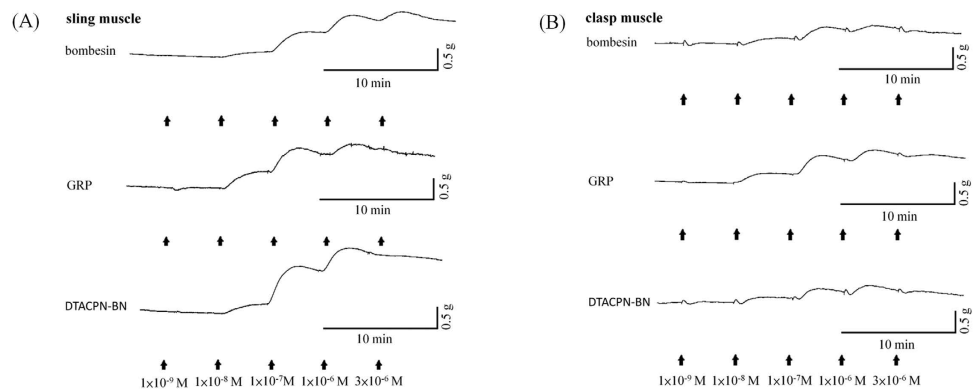 (A)
sling muscle
bombesin
0.5 g
10 min
GRP
0.5 g
10 min
DTACPN-BN
0.5 g
10 min
1×10-9 M 1×10-8 M 1×10-7M 1×10-6 M 3×10-6 M
(B)
clasp muscle
bombesin
0.5 g
10 min
GRP
0.5 g
10 min
DTACPN-BN
0.5 g
10 min
1×10-9 M 1×10-8 M 1×10-7M 1×10-6 M 3×10-6 M